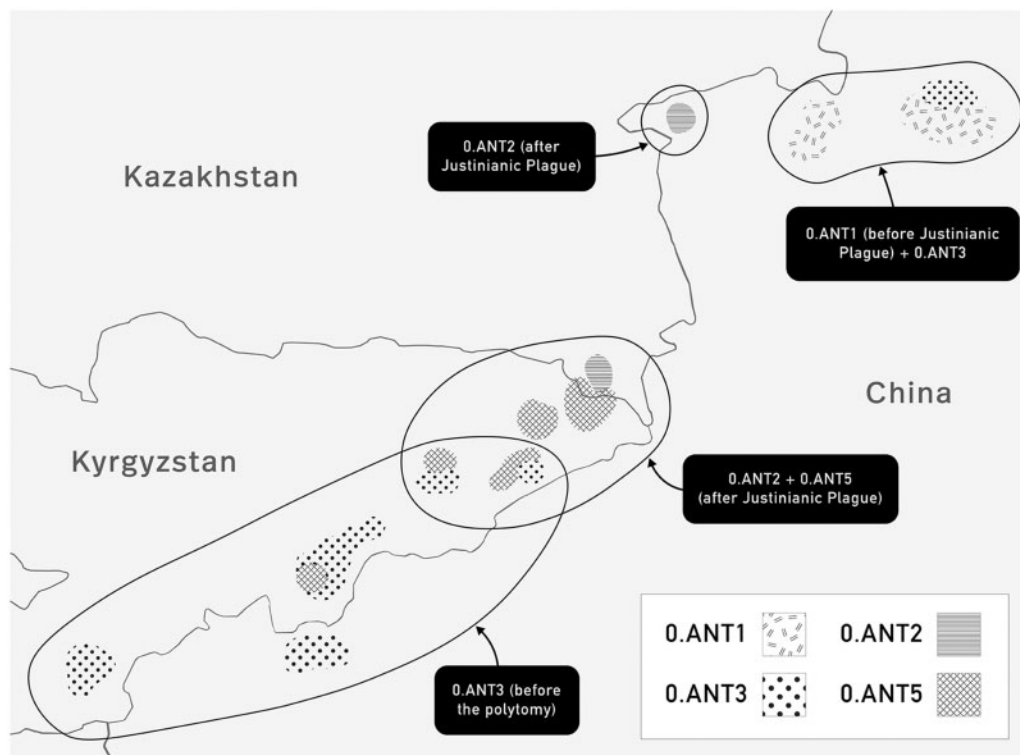 0.ANT2 (after
Justinianic Plague)
Kazakhstan
0.ANT1 (before Justinianic
Plague) + 0.ANT3
China
Kyrgyzstan
0.ANT2 + 0.ANT5
(after Justinianic Plague)
0.ANT3 (before
the polytomy)
0.ANT1
0.ANT2
0.ANT3
0.ANT5